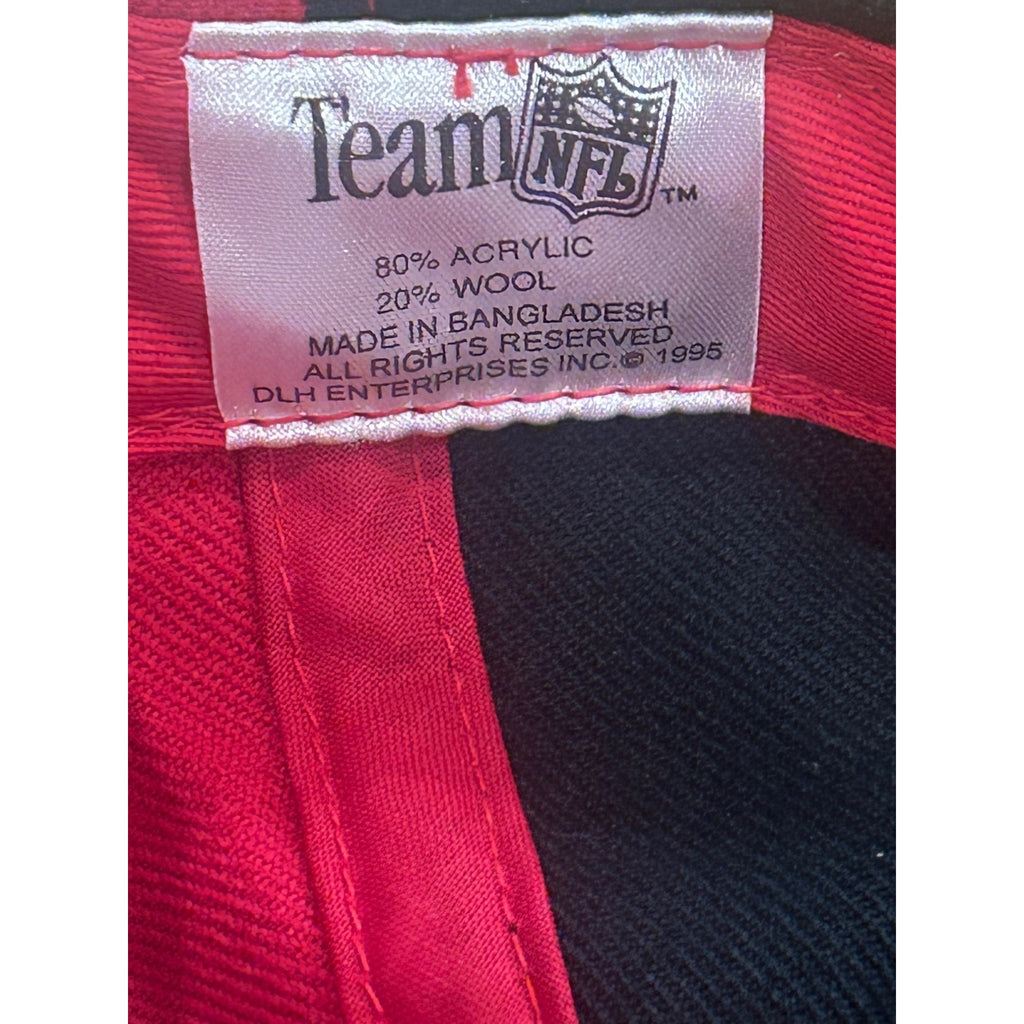 Team NFL™
80% ACRYLIC
20% WOOL
MADE IN BANGLADESH
ALL RIGHTS RESERVED
DLH ENTERPRISES INC.© 1995